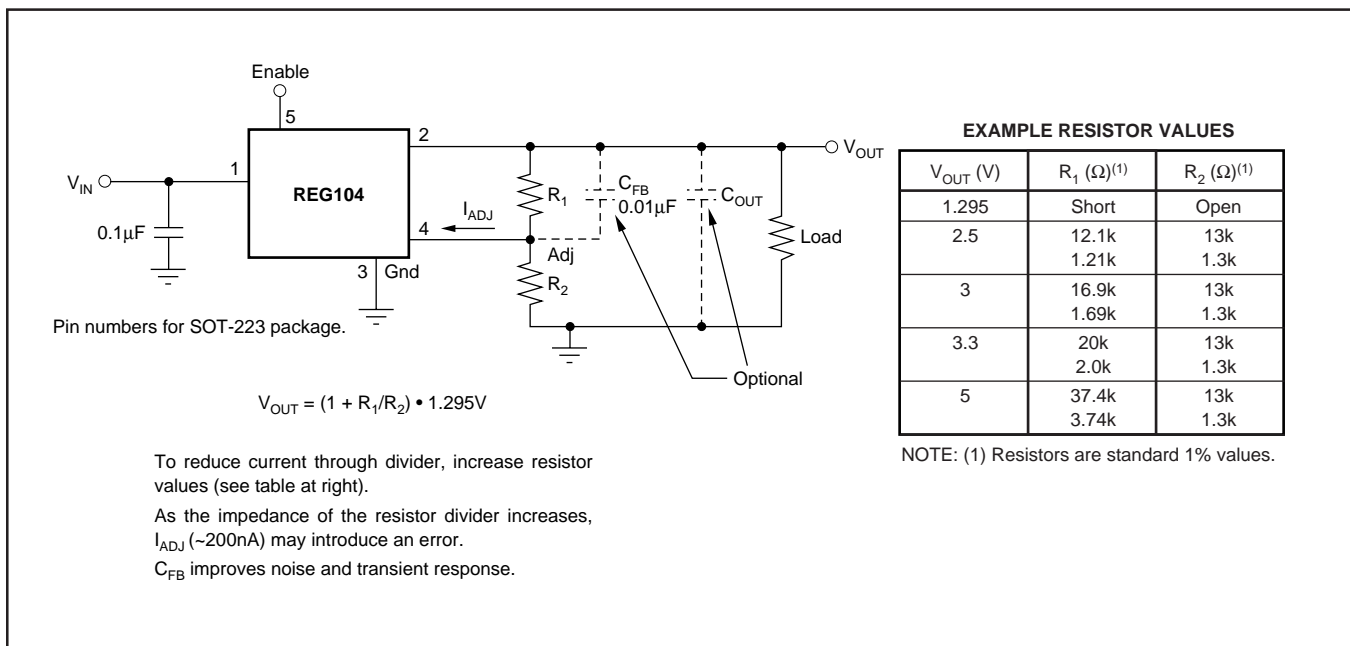 Enable
5
2
1
V_IN
REG104
V_OUT
R_1
C_FB
0.01µF
C_OUT
I_ADJ
0.1µF
4
Load
Adj
3 Gnd
R_2
Pin numbers for SOT-223 package.
Optional
V_OUT = (1 + R_1/R_2) • 1.295V
To reduce current through divider, increase resistor
values (see table at right).
As the impedance of the resistor divider increases,
I_ADJ (~200nA) may introduce an error.
C_FB improves noise and transient response.
EXAMPLE RESISTOR VALUES
V_OUT (V) R_1 (Ω)(1) R_2 (Ω)(1)
1.295 Short Open
2.5 12.1k 13k
1.21k 1.3k
3 16.9k 13k
1.69k 1.3k
3.3 20k 13k
2.0k 1.3k
5 37.4k 13k
3.74k 1.3k
NOTE: (1) Resistors are standard 1% values.